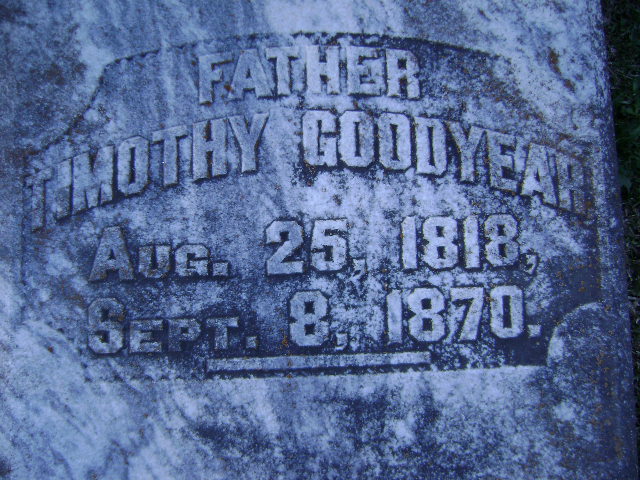 FATHER
TIMOTHY GOODYEAR
AUG. 25, 1818,
SEPT. 8, 1870.